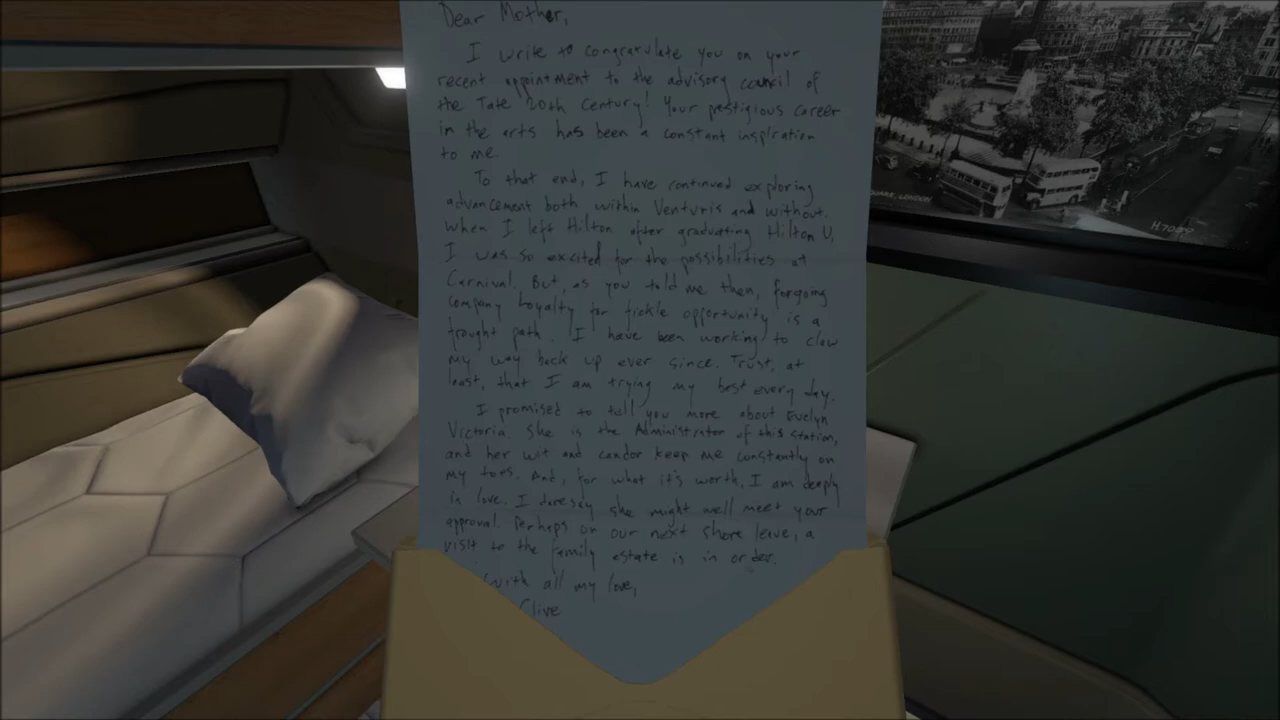 Dear Mother,
I write to congratulate you on your
recent appointment to the advisory council of
the Tate 20th Century! Your prestigious career
in the arts has been a constant inspiration
to me.
To that end, I have continued exploring
advancement both within Venturis and without.
When I left Hilton after graduating Hilton U,
I was so excited for the possibilities at
Carnival. But, as you told me then, forgoing
company loyalty for fickle opportunity is a
frought path. I have been working to claw
my way back up ever since. Trust, at
least, that I am trying my best every day.
I promised to tell you more about Evelyn
Victoria. She is the Administrator of this station,
and her wit and candor keep me constantly on
my toes. And, for what it's worth, I am deeply
in love. I daresay she might well meet your
approval. Perhaps on our next shore leave, a
visit to the family estate is in order.
With all my love,
Clive
SQUARE, LONDON